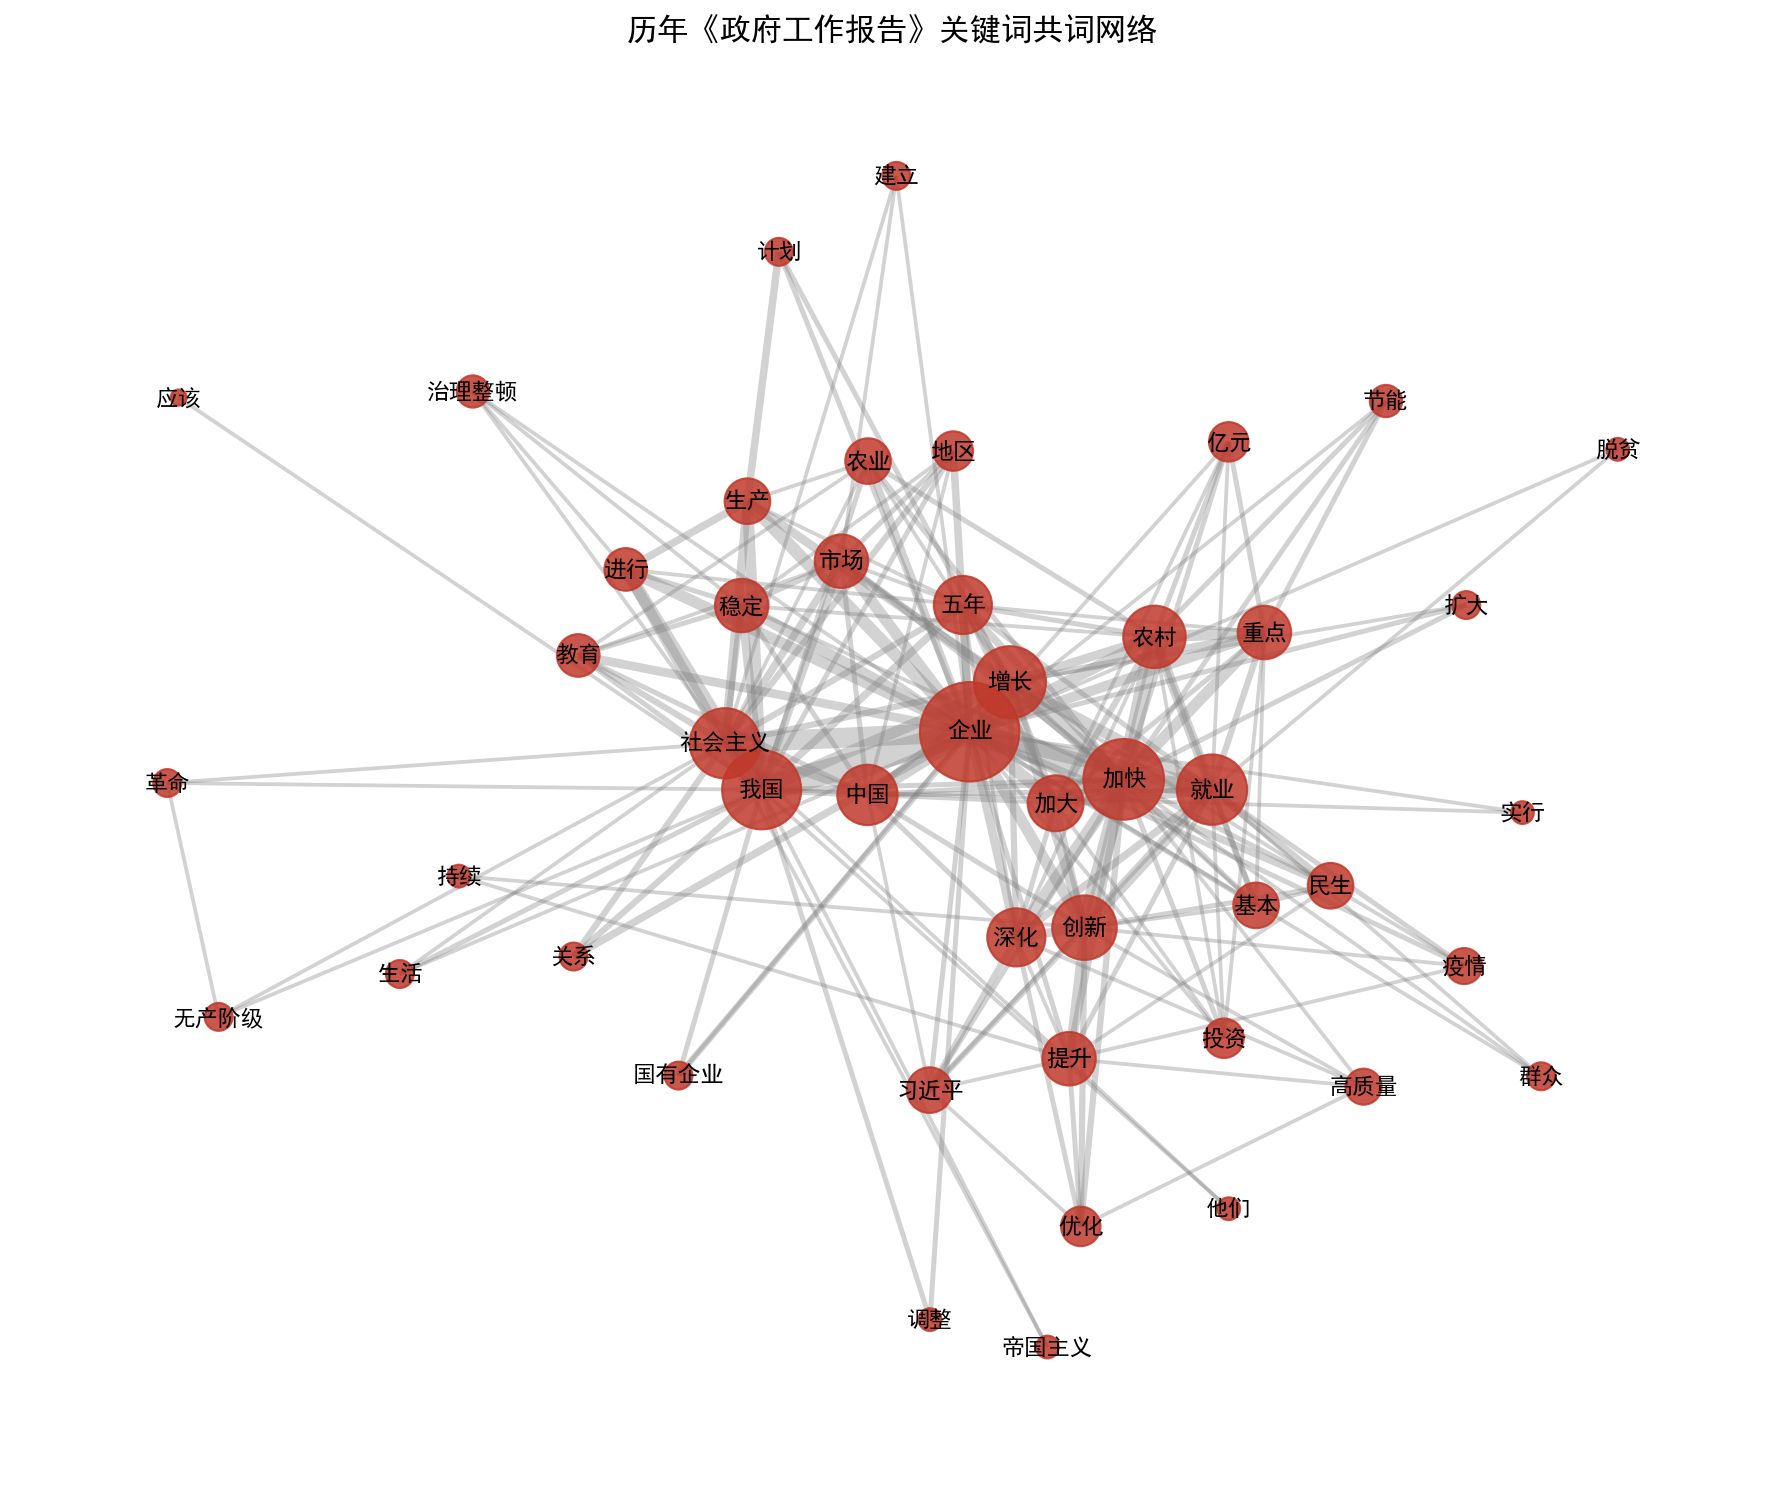 历年《政府工作报告》关键词共词网络
建立
计划
治理整顿
应该
节能
亿元
脱贫
农业
地区
生产
市场
进行
稳定
五年
扩大
农村
重点
教育
增长
企业
社会主义
我国
中国
加大
加快
就业
革命
实行
持续
民生
基本
创新
深化
关系
生活
疫情
无产阶级
投资
提升
国有企业
习近平
高质量
群众
他们
优化
调整
帝国主义